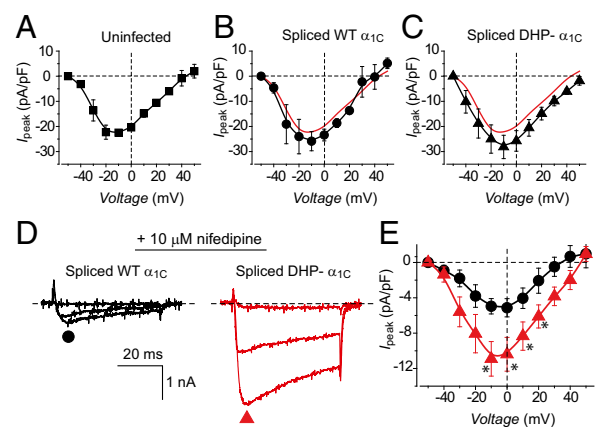 A
Uninfected
10
0
-10
-20
-30
I_peak (pA/pF)
-40 -20 0 20 40
Voltage (mV)
B
Spliced WT α1C
10
0
-10
-20
-30
I_peak (pA/pF)
-40 -20 0 20 40
Voltage (mV)
C
Spliced DHP- α1C
10
0
-10
-20
-30
I_peak (pA/pF)
-40 -20 0 20 40
Voltage (mV)
D
+ 10 μM nifedipine
Spliced WT α1C
Spliced DHP- α1C
20 ms
1 nA
E
0
-4
-8
-12
I_peak (pA/pF)
* * * *
-40 -20 0 20 40
Voltage (mV)